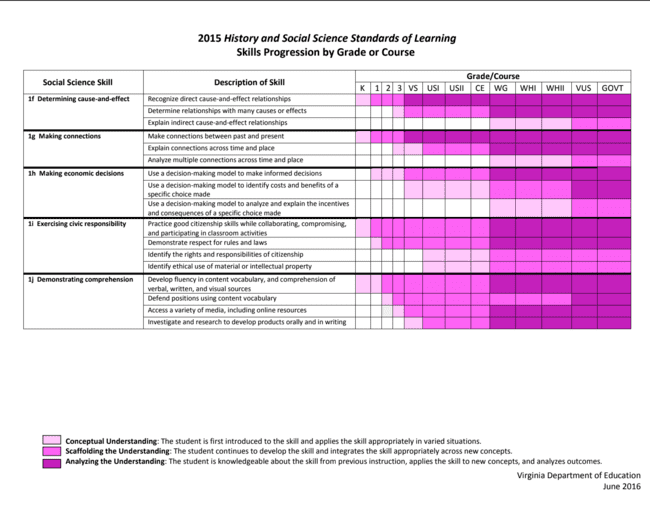 2015 History and Social Science Standards of Learning
Skills Progression by Grade or Course
Social Science Skill
Description of Skill
Grade/Course
K 1 2 3 VS USI USII CE WG WHI WHII VUS GOVT
1f Determining cause-and-effect
Recognize direct cause-and-effect relationships
Determine relationships with many causes or effects
Explain indirect cause-and-effect relationships
1g Making connections
Make connections between past and present
Explain connections across time and place
Analyze multiple connections across time and place
1h Making economic decisions
Use a decision-making model to make informed decisions
Use a decision-making model to identify costs and benefits of a
specific choice made
Use a decision-making model to analyze and explain the incentives
and consequences of a specific choice made
1i Exercising civic responsibility
Practice good citizenship skills while collaborating, compromising,
and participating in classroom activities
Demonstrate respect for rules and laws
Identify the rights and responsibilities of citizenship
Identify ethical use of material or intellectual property
1j Demonstrating comprehension
Develop fluency in content vocabulary, and comprehension of
verbal, written, and visual sources
Defend positions using content vocabulary
Access a variety of media, including online resources
Investigate and research to develop products orally and in writing
Conceptual Understanding: The student is first introduced to the skill and applies the skill appropriately in varied situations.
Scaffolding the Understanding: The student continues to develop the skill and integrates the skill appropriately across new concepts.
Analyzing the Understanding: The student is knowledgeable about the skill from previous instruction, applies the skill to new concepts, and analyzes outcomes.
Virginia Department of Education
June 2016